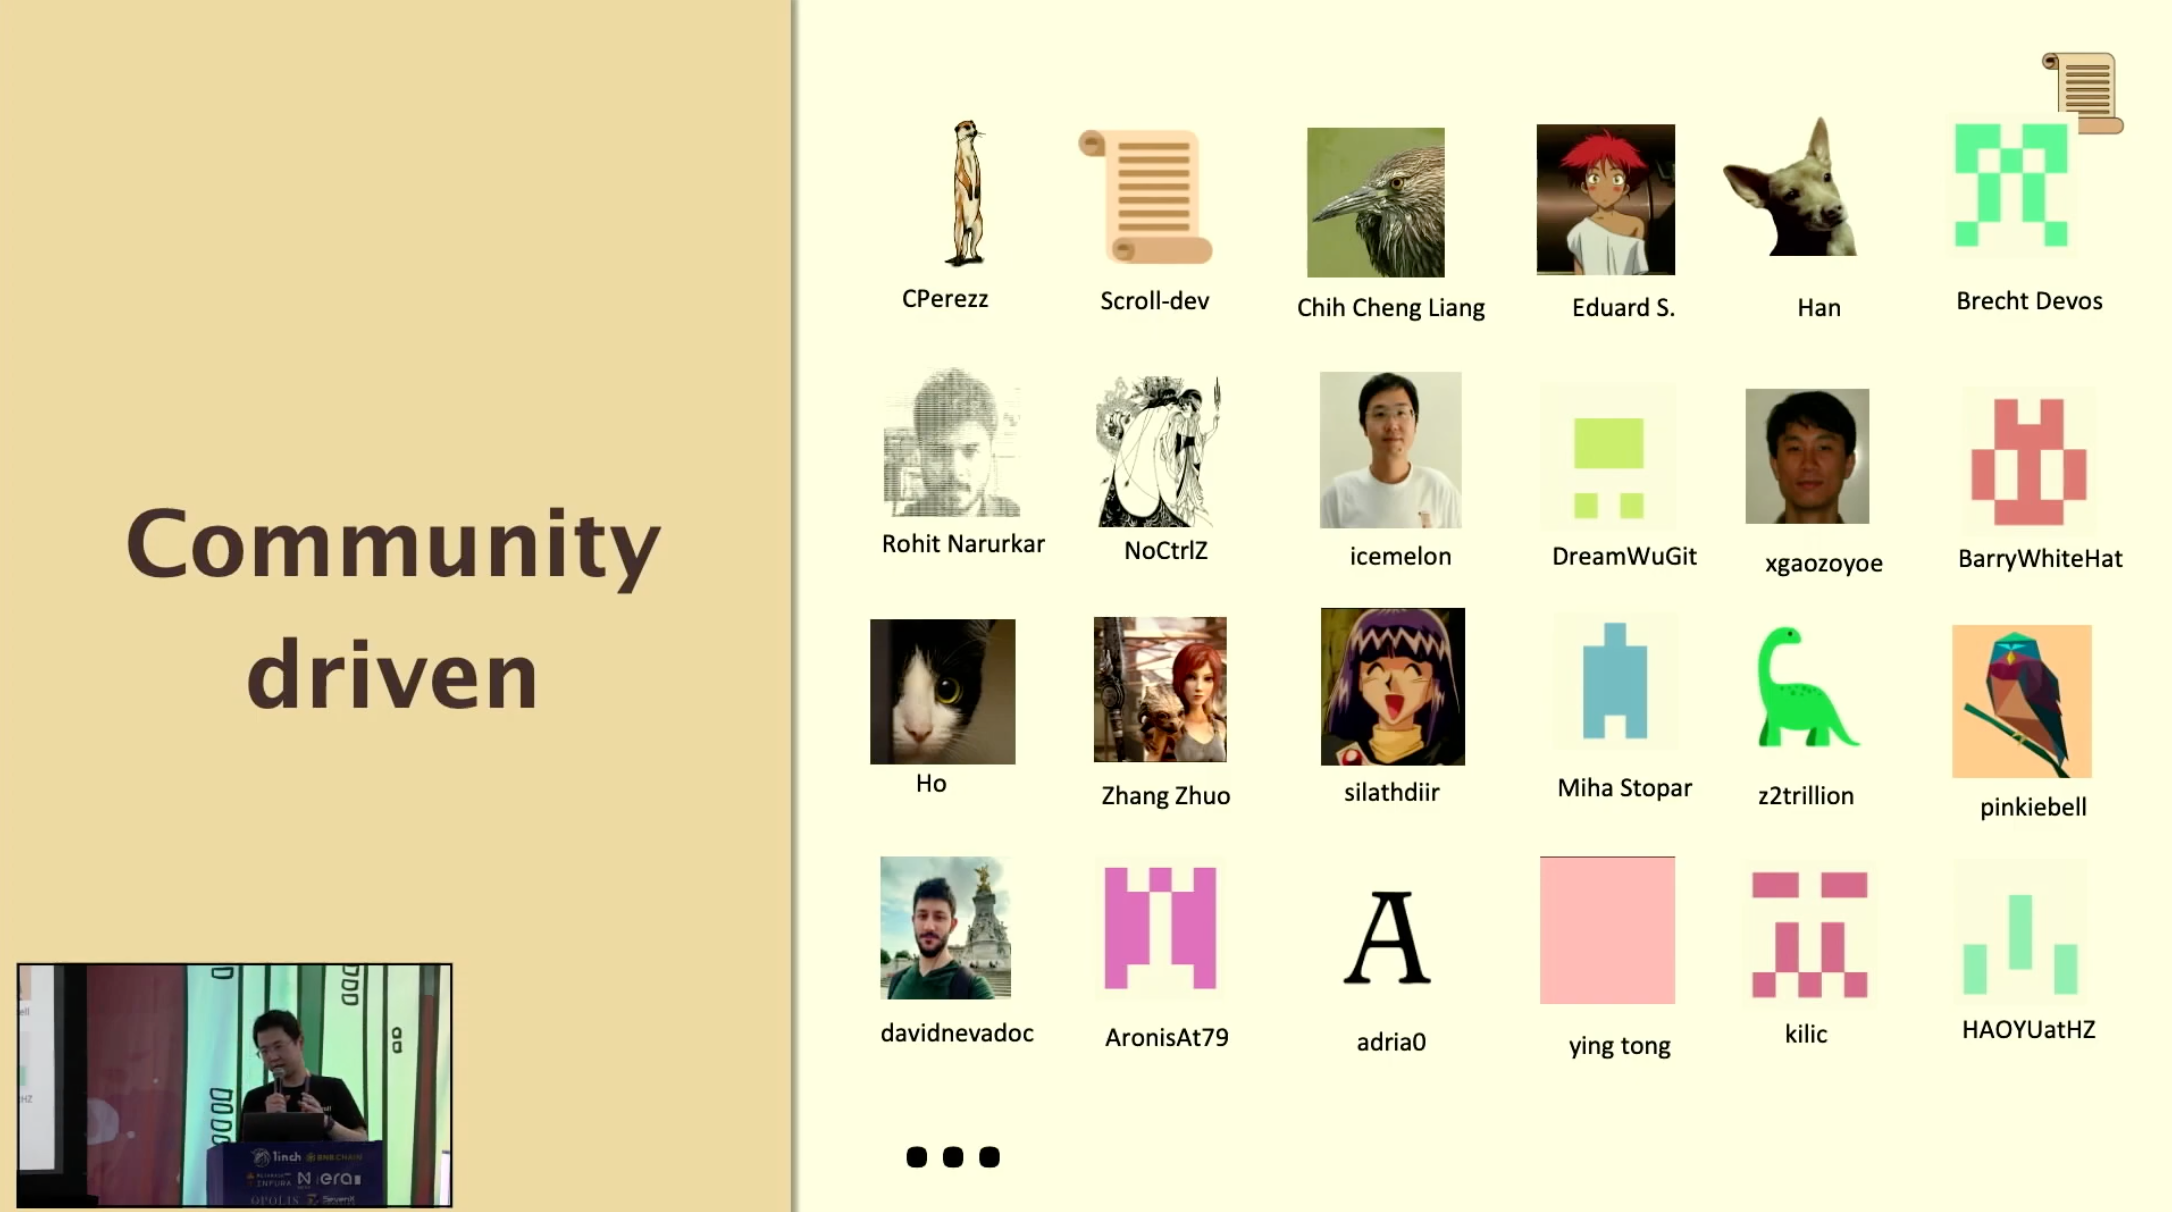 Community
driven
CPerezz
Scroll-dev
Chih Cheng Liang
Eduard S.
Han
Brecht Devos
Rohit Narurkar
NoCtrlZ
icemelon
DreamWuGit
xgaozoyoe
BarryWhiteHat
Ho
Zhang Zhuo
silathdiir
Miha Stopar
z2trillion
pinkiebell
davidnevadoc
AronisAt79
A
adria0
ying tong
kilic
HAOYUatHZ
...
1inch
BNB CHAIN
INFURA
OPOLIS
SevenX